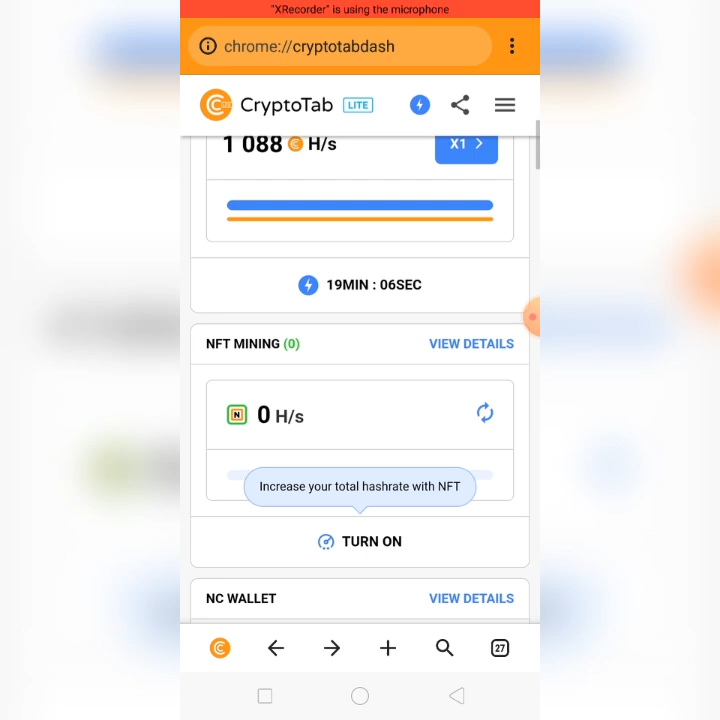 "XRecorder" is using the microphone
chrome://cryptotabdash
CryptoTab LITE
1 088 H/s
X1
19MIN : 06SEC
NFT MINING (0)
VIEW DETAILS
N
0 H/s
Increase your total hashrate with NFT
TURN ON
NC WALLET
VIEW DETAILS
27